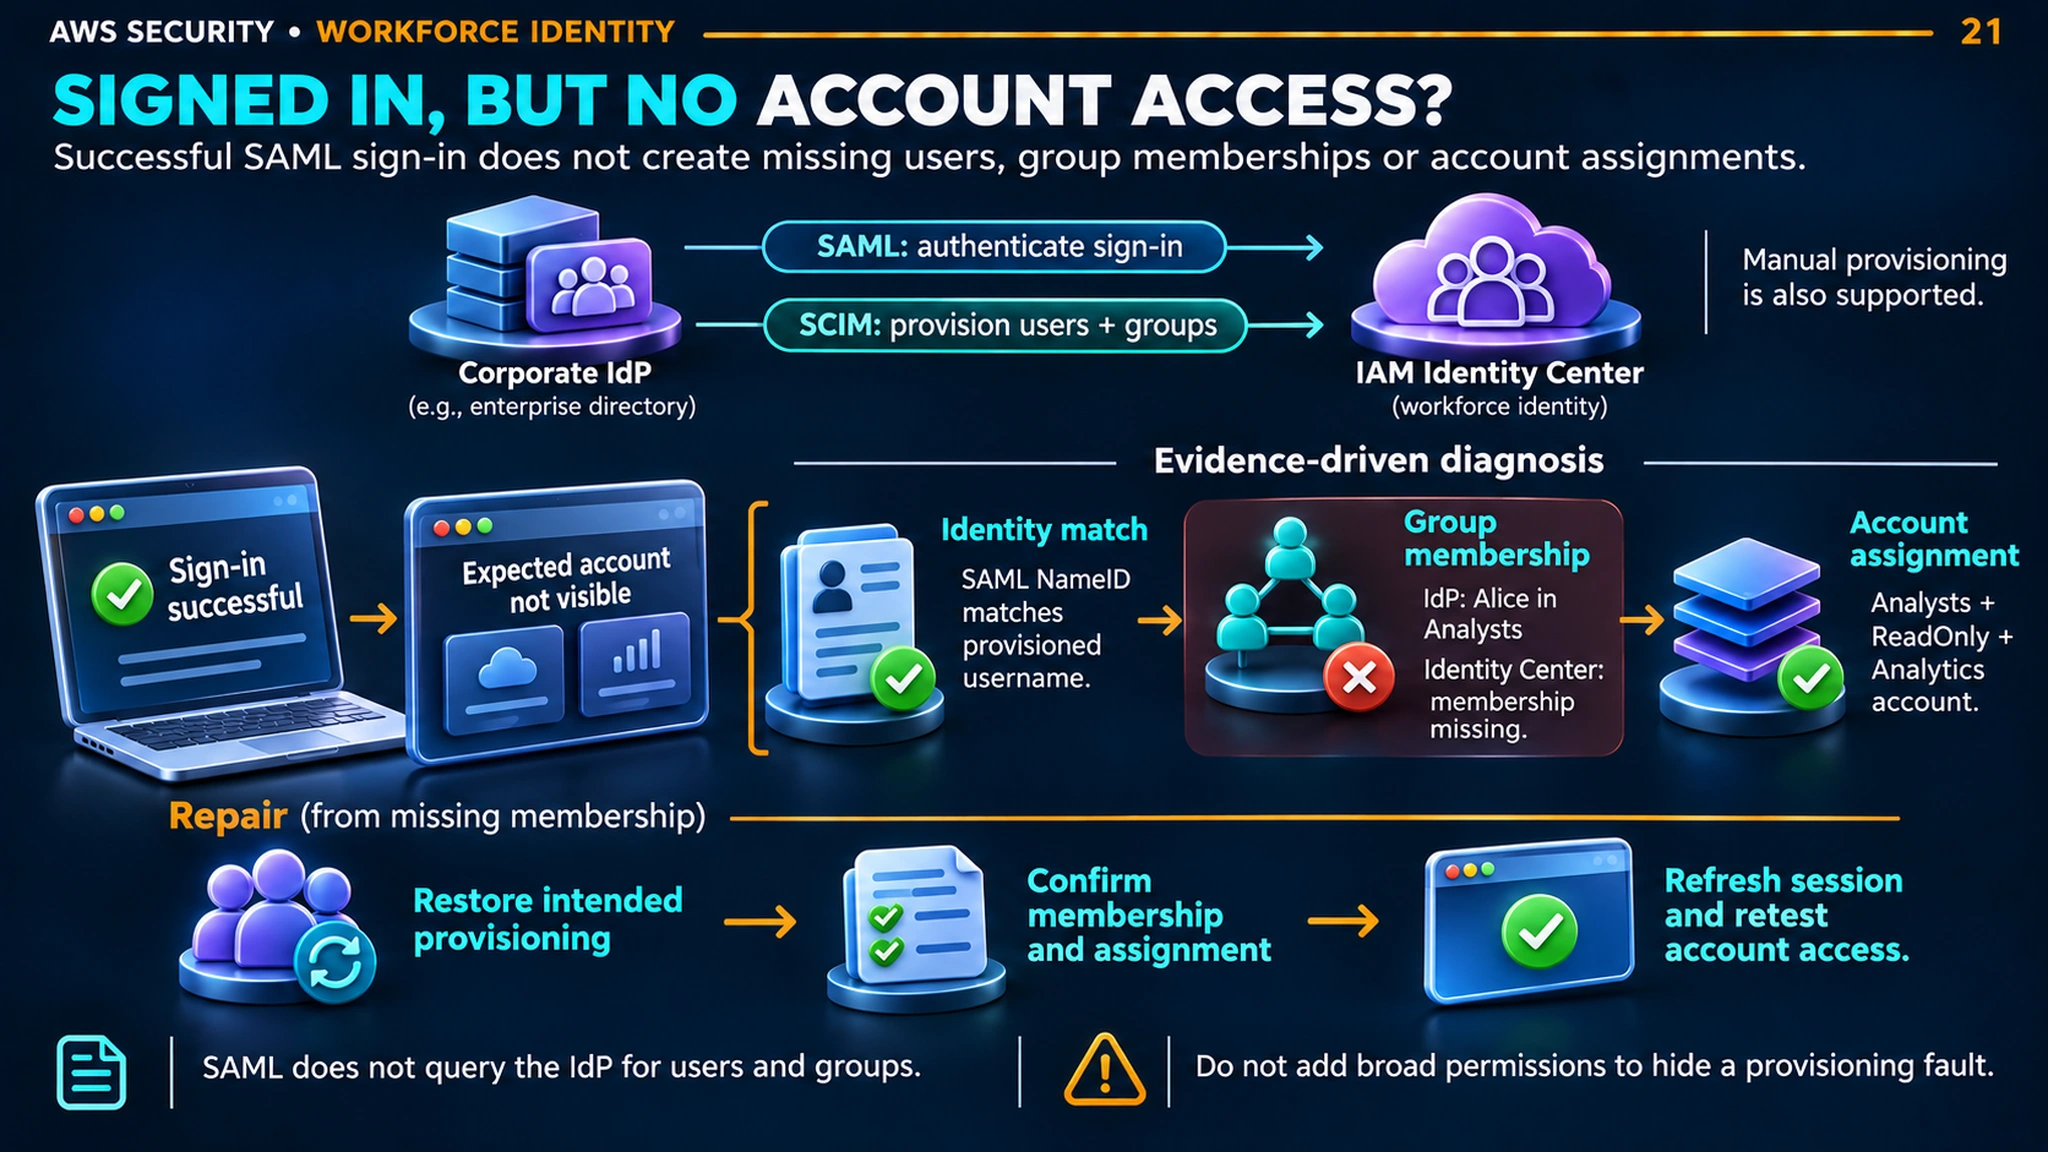 AWS SECURITY • WORKFORCE IDENTITY
21
SIGNED IN, BUT NO ACCOUNT ACCESS?
Successful SAML sign-in does not create missing users, group memberships or account assignments.
SAML: authenticate sign-in
SCIM: provision users + groups
Corporate IdP
(e.g., enterprise directory)
IAM Identity Center
(workforce identity)
Manual provisioning
is also supported.
Evidence-driven diagnosis
Sign-in
successful
Expected account
not visible
Identity match
SAML NameID
matches
provisioned
username.
Group
membership
IdP: Alice in
Analysts
Identity Center:
membership
missing.
Account
assignment
Analysts +
ReadOnly +
Analytics
account.
Repair (from missing membership)
Restore intended
provisioning
Confirm
membership
and assignment
Refresh session
and retest
account access.
SAML does not query the IdP for users and groups.
Do not add broad permissions to hide a provisioning fault.